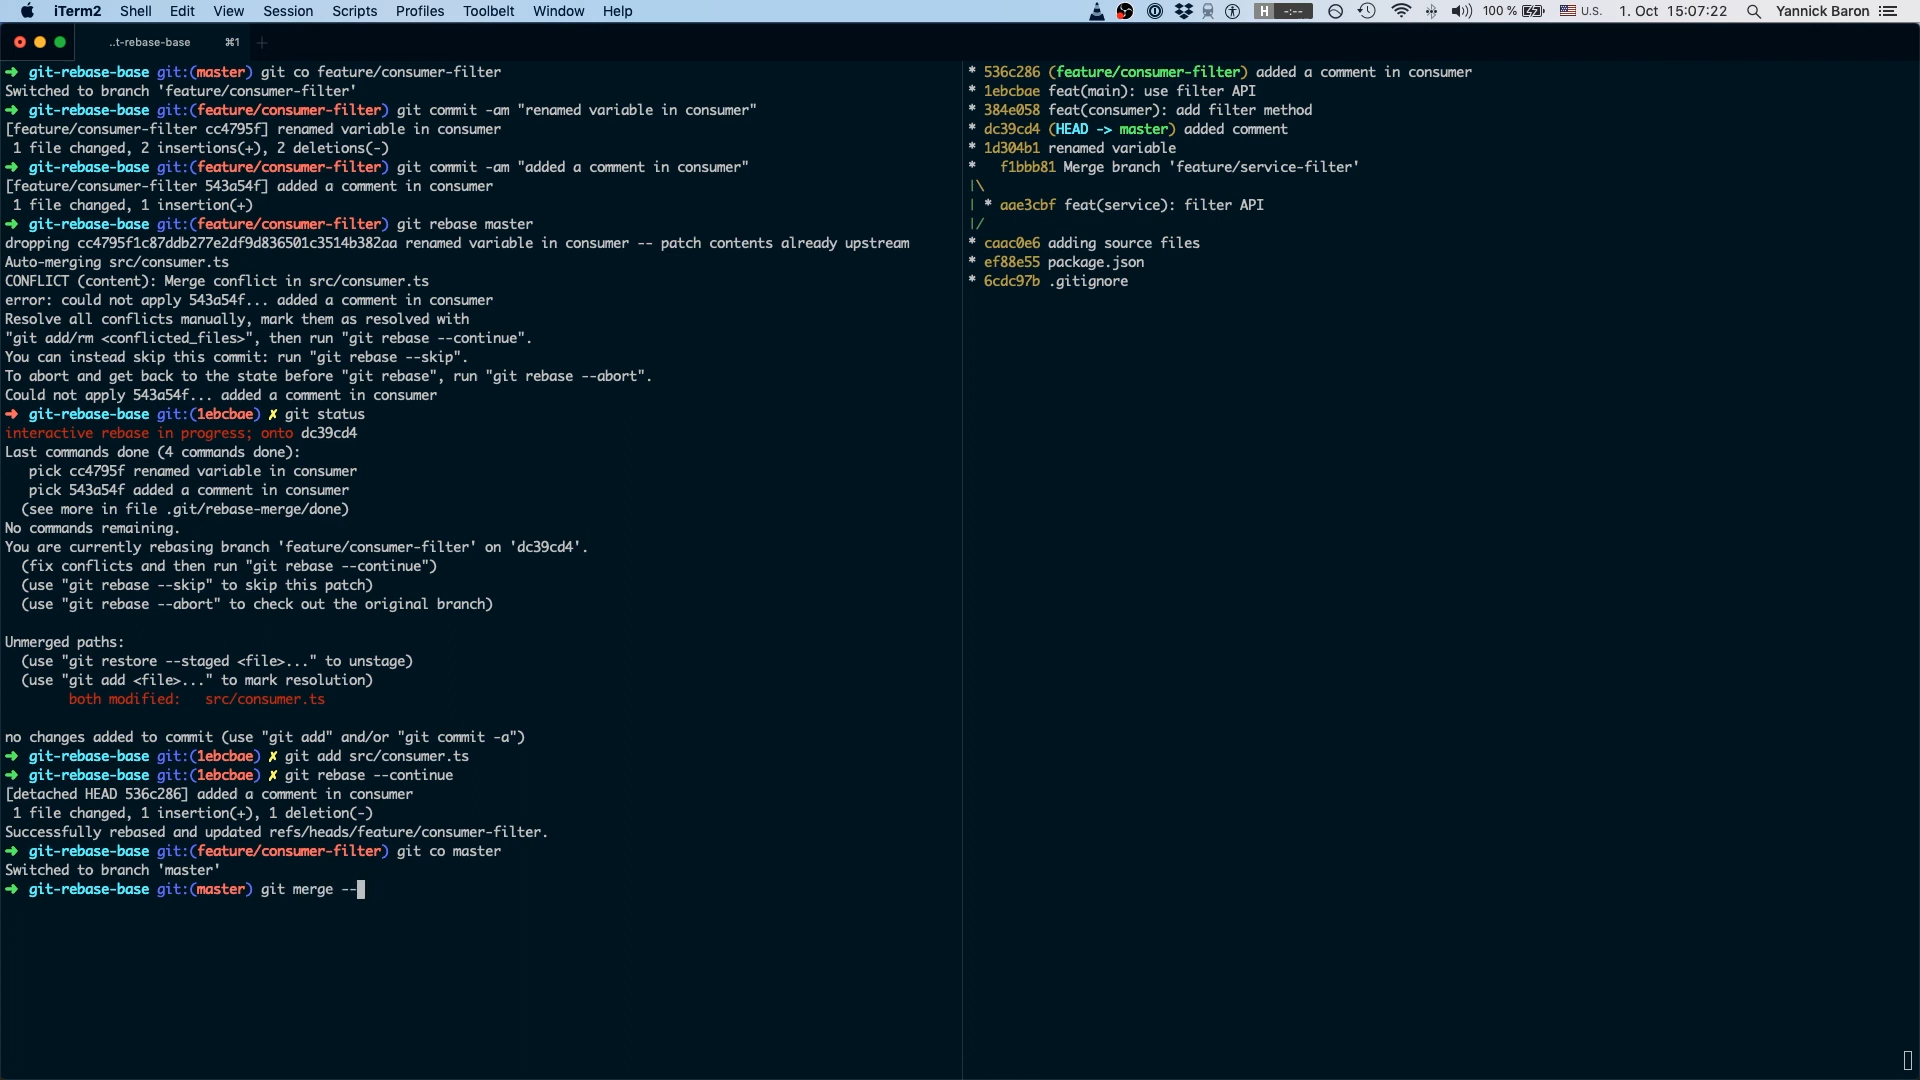 iTerm2 Shell Edit View Session Scripts Profiles Toolbelt Window Help H -:-- 100 % U.S. 1. Oct 15:07:22 Yannick Baron
..t-rebase-base ⌘1 +
➜ git-rebase-base git:(master) git co feature/consumer-filter
Switched to branch 'feature/consumer-filter'
➜ git-rebase-base git:(feature/consumer-filter) git commit -am "renamed variable in consumer"
[feature/consumer-filter cc4795f] renamed variable in consumer
1 file changed, 2 insertions(+), 2 deletions(-)
➜ git-rebase-base git:(feature/consumer-filter) git commit -am "added a comment in consumer"
[feature/consumer-filter 543a54f] added a comment in consumer
1 file changed, 1 insertion(+)
➜ git-rebase-base git:(feature/consumer-filter) git rebase master
dropping cc4795f1c87ddb277e2df9d836501c3514b382aa renamed variable in consumer -- patch contents already upstream
Auto-merging src/consumer.ts
CONFLICT (content): Merge conflict in src/consumer.ts
error: could not apply 543a54f... added a comment in consumer
Resolve all conflicts manually, mark them as resolved with
"git add/rm <conflicted_files>", then run "git rebase --continue".
You can instead skip this commit: run "git rebase --skip".
To abort and get back to the state before "git rebase", run "git rebase --abort".
Could not apply 543a54f... added a comment in consumer
➜ git-rebase-base git:(1ebcbae) ✗ git status
interactive rebase in progress; onto dc39cd4
Last commands done (4 commands done):
pick cc4795f renamed variable in consumer
pick 543a54f added a comment in consumer
(see more in file .git/rebase-merge/done)
No commands remaining.
You are currently rebasing branch 'feature/consumer-filter' on 'dc39cd4'.
(fix conflicts and then run "git rebase --continue")
(use "git rebase --skip" to skip this patch)
(use "git rebase --abort" to check out the original branch)
Unmerged paths:
(use "git restore --staged <file>..." to unstage)
(use "git add <file>..." to mark resolution)
both modified: src/consumer.ts
no changes added to commit (use "git add" and/or "git commit -a")
➜ git-rebase-base git:(1ebcbae) ✗ git add src/consumer.ts
➜ git-rebase-base git:(1ebcbae) ✗ git rebase --continue
[detached HEAD 536c286] added a comment in consumer
1 file changed, 1 insertion(+), 1 deletion(-)
Successfully rebased and updated refs/heads/feature/consumer-filter.
➜ git-rebase-base git:(feature/consumer-filter) git co master
Switched to branch 'master'
➜ git-rebase-base git:(master) git merge --
* 536c286 (feature/consumer-filter) added a comment in consumer
* 1ebcbae feat(main): use filter API
* 384e058 feat(consumer): add filter method
* dc39cd4 (HEAD -> master) added comment
* 1d304b1 renamed variable
* f1bbb81 Merge branch 'feature/service-filter'
|\
| * aae3cbf feat(service): filter API
|/
* caac0e6 adding source files
* ef88e55 package.json
* 6cdc97b .gitignore